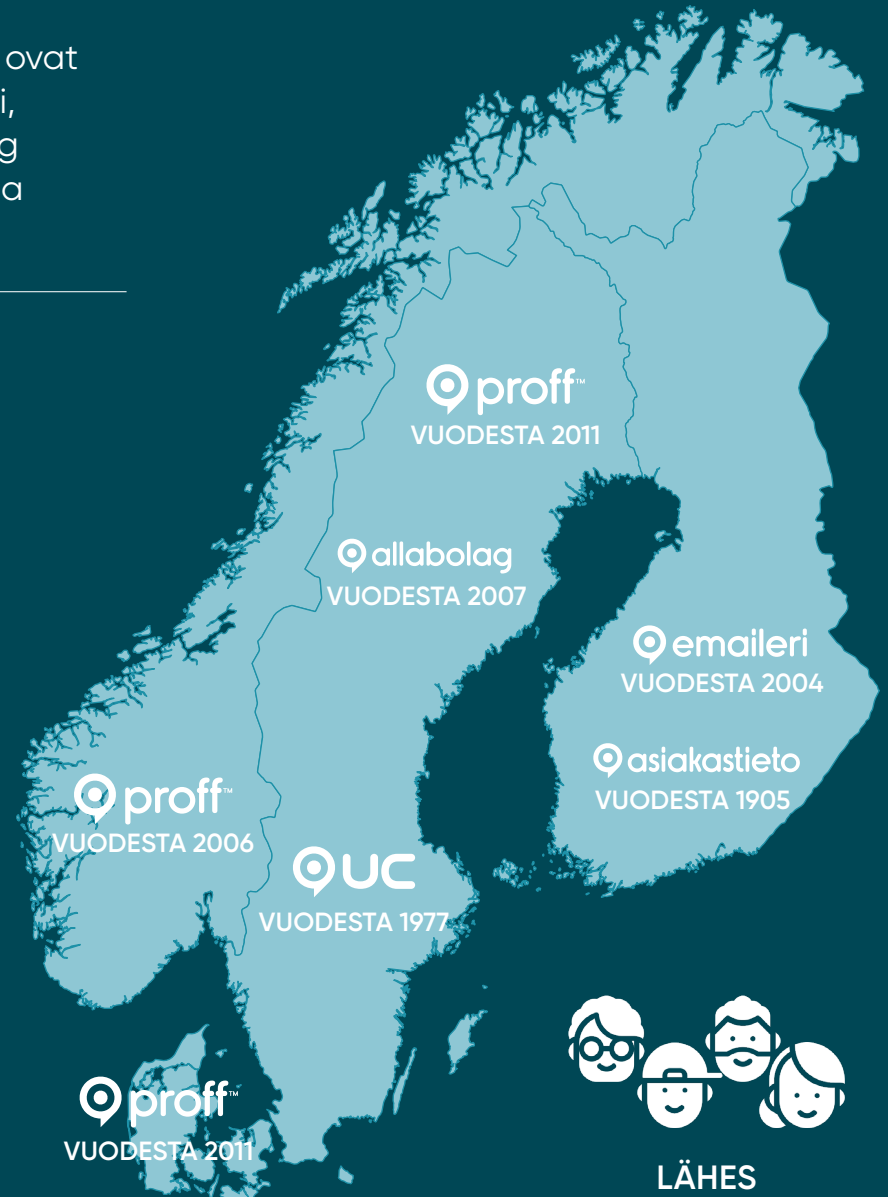 ovat
i,
g
a
proff™
VUODESTA 2011
allabolag
VUODESTA 2007
emaileri
VUODESTA 2004
asiakastieto
VUODESTA 1905
proff™
VUODESTA 2006
UC
VUODESTA 1977
proff™
VUODESTA 2011
LÄHES